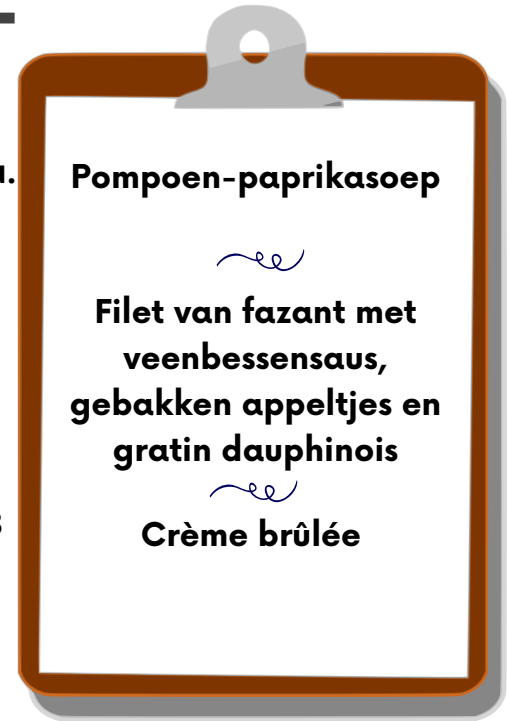 Pompoen-paprikasoep
Filet van fazant met
veenbessensaus,
gebakken appeltjes en
gratin dauphinois
Crème brûlée